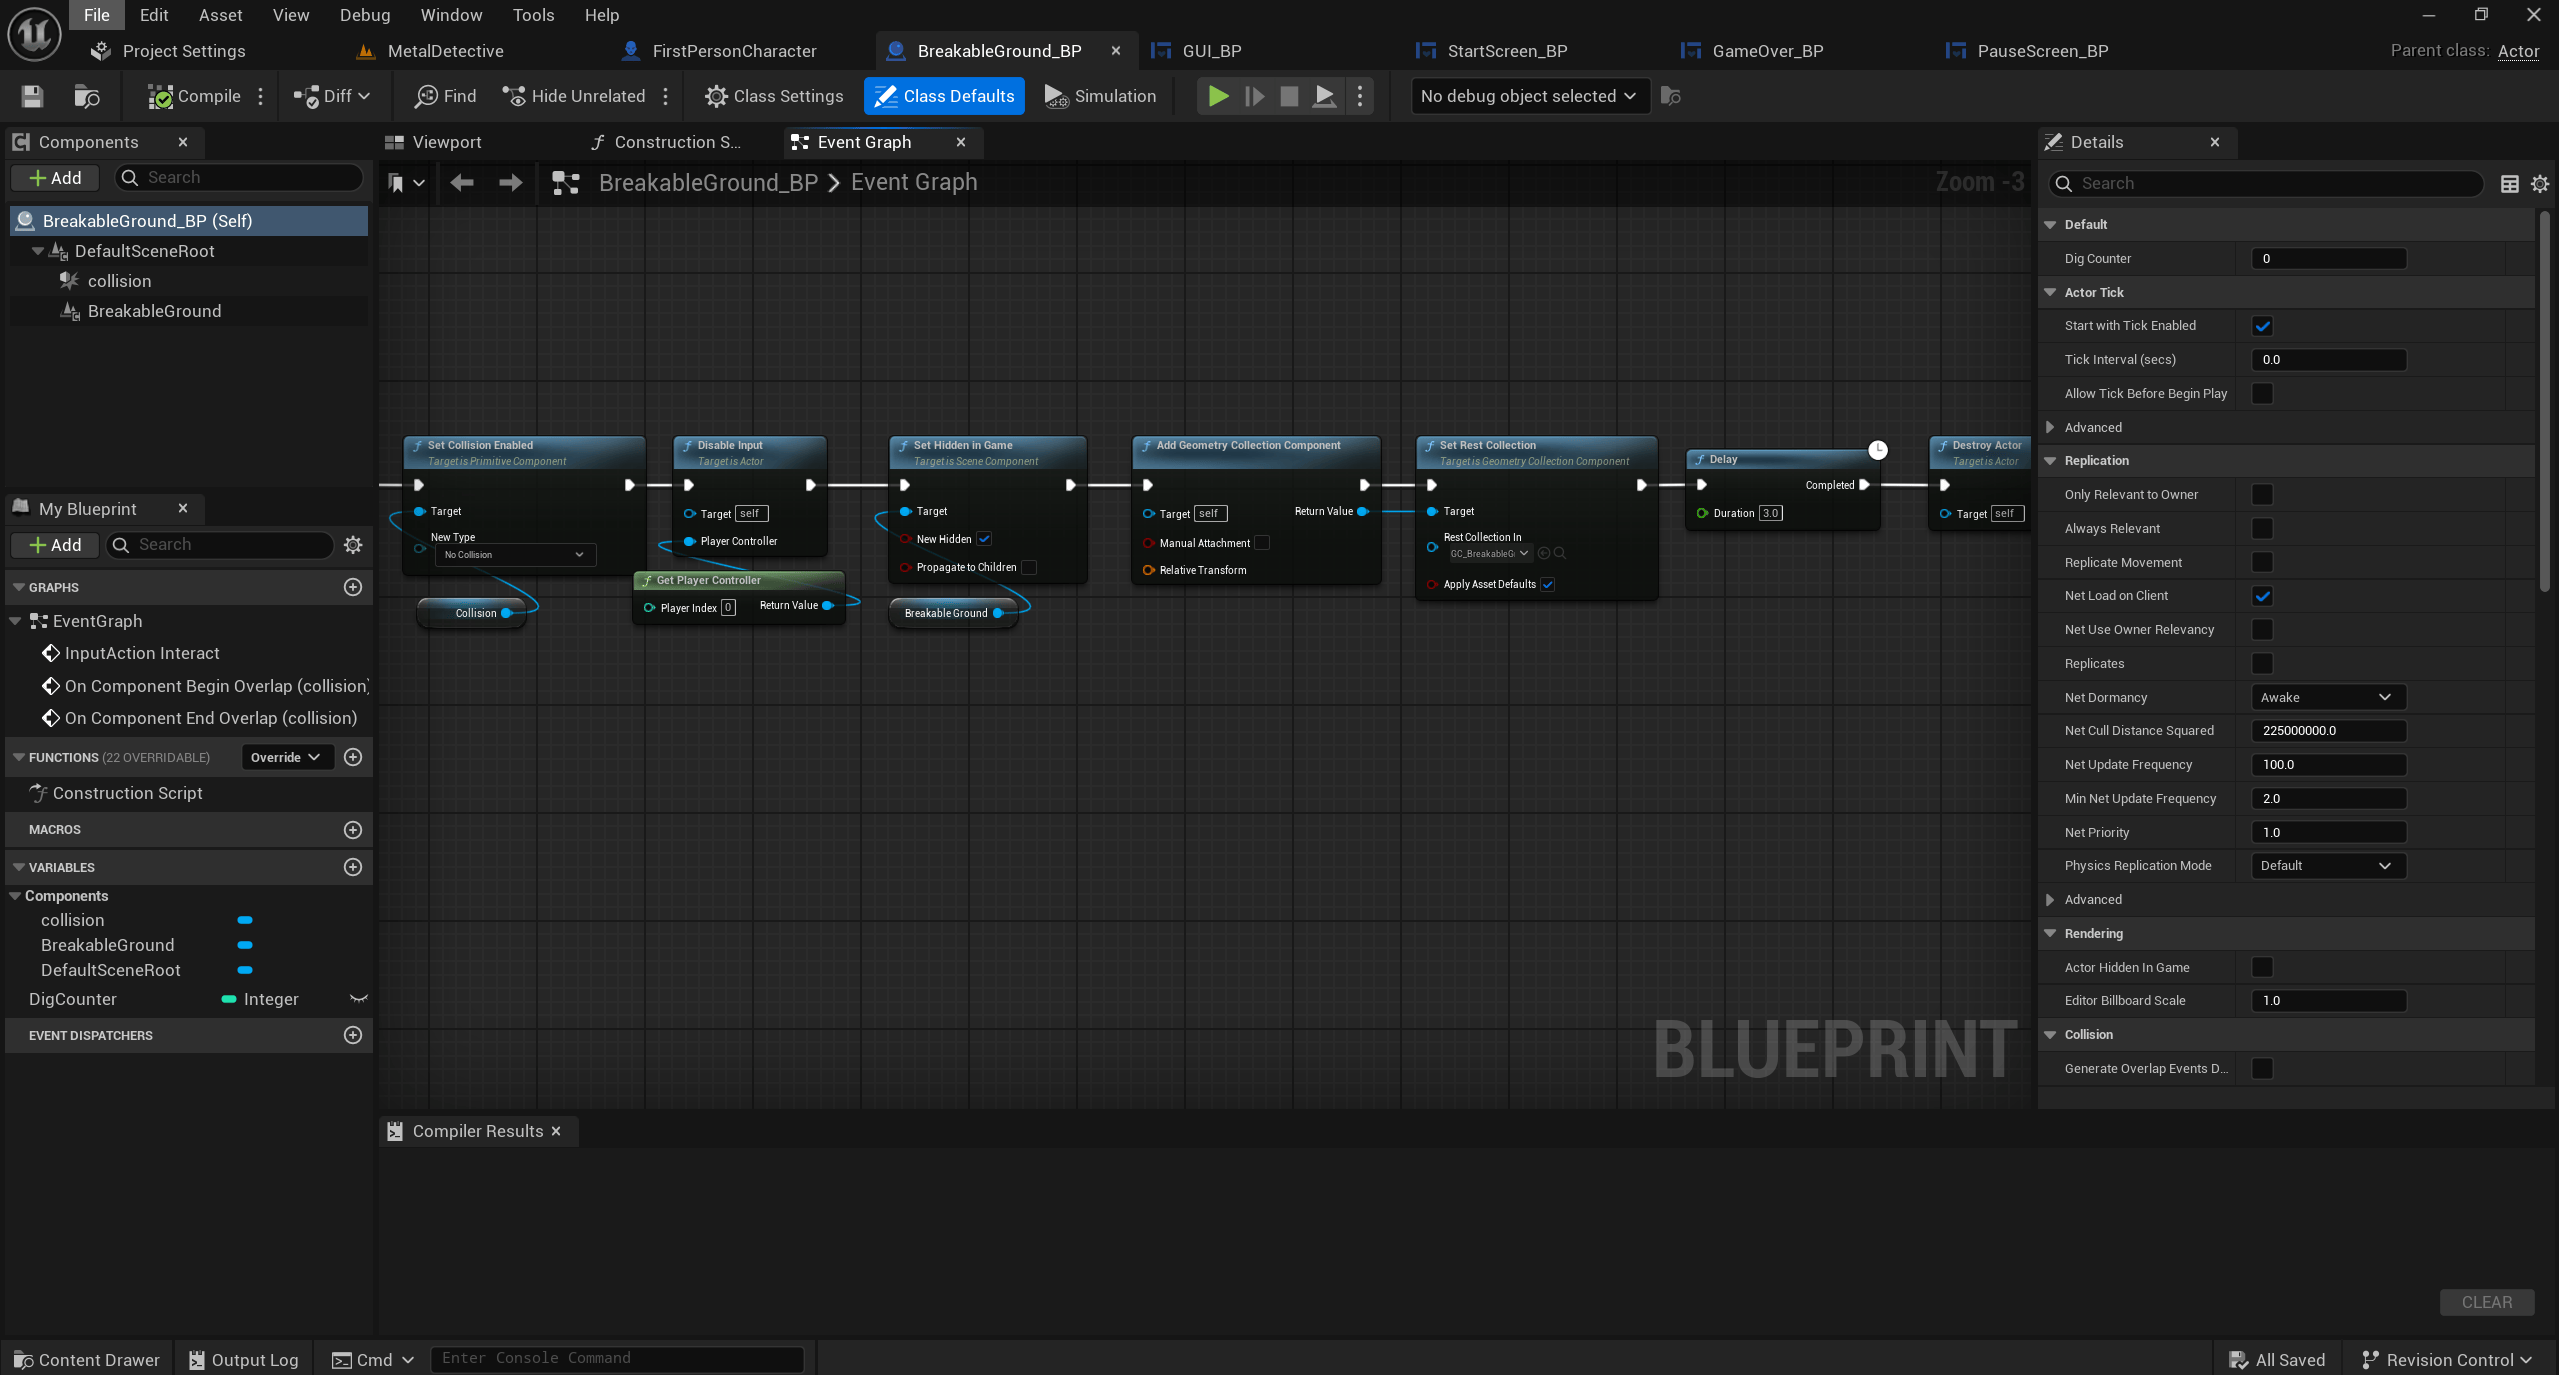 File Edit Asset View Debug Window Tools Help
Project Settings MetalDetective FirstPersonCharacter BreakableGround_BP GUI_BP StartScreen_BP GameOver_BP PauseScreen_BP Parent class: Actor
Compile Diff Find Hide Unrelated Class Settings Class Defaults Simulation No debug object selected
Components
Add Search
BreakableGround_BP (Self)
DefaultSceneRoot
collision
BreakableGround
My Blueprint
Add Search
GRAPHS
EventGraph
InputAction Interact
On Component Begin Overlap (collision)
On Component End Overlap (collision)
FUNCTIONS (22 OVERRIDABLE) Override
Construction Script
MACROS
VARIABLES
Components
collision
BreakableGround
DefaultSceneRoot
DigCounter Integer
EVENT DISPATCHERS
Viewport Construction S... Event Graph
BreakableGround_BP > Event Graph Zoom -3
Set Collision Enabled
Target is Primitive Component
Target
New Type
No Collision
Collision
Disable Input
Target is Actor
Target self
Player Controller
Get Player Controller
Player Index 0 Return Value
Set Hidden in Game
Target is Scene Component
Target
New Hidden
Propagate to Children
Breakable Ground
Add Geometry Collection Component
Target self Return Value
Manual Attachment
Relative Transform
Set Rest Collection
Target is Geometry Collection Component
Target
Rest Collection In
GC_BreakableG
Apply Asset Defaults
Delay
Completed
Duration 3.0
Destroy Actor
Target is Actor
Target self
BLUEPRINT
Compiler Results
CLEAR
Details
Search
Default
Dig Counter 0
Actor Tick
Start with Tick Enabled
Tick Interval (secs) 0.0
Allow Tick Before Begin Play
Advanced
Replication
Only Relevant to Owner
Always Relevant
Replicate Movement
Net Load on Client
Net Use Owner Relevancy
Replicates
Net Dormancy Awake
Net Cull Distance Squared 225000000.0
Net Update Frequency 100.0
Min Net Update Frequency 2.0
Net Priority 1.0
Physics Replication Mode Default
Advanced
Rendering
Actor Hidden In Game
Editor Billboard Scale 1.0
Collision
Generate Overlap Events D...
Content Drawer Output Log Cmd Enter Console Command All Saved Revision Control